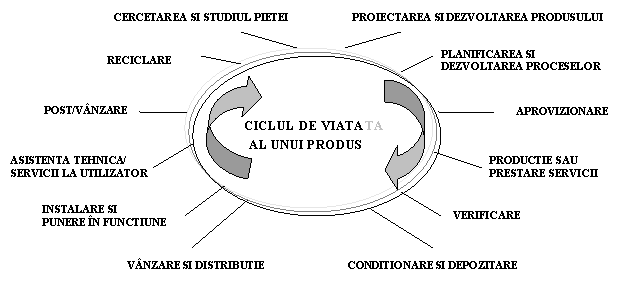 CERCETAREA SI STUDIUL PIETEI
PROIECTAREA SI DEZVOLTAREA PRODUSULUI
RECICLARE
PLANIFICAREA SI
DEZVOLTAREA PROCESELOR
POST/VÂNZARE
APROVIZIONARE
CICLUL DE VIATATA
AL UNUI PRODUS
ASISTENTA TEHNICA/
SERVICII LA UTILIZATOR
PRODUCTIE SAU
PRESTARE SERVICII
INSTALARE SI
PUNERE ÎN FUNCTIUNE
VERIFICARE
VÂNZARE SI DISTRIBUTIE
CONDITIONARE SI DEPOZITARE